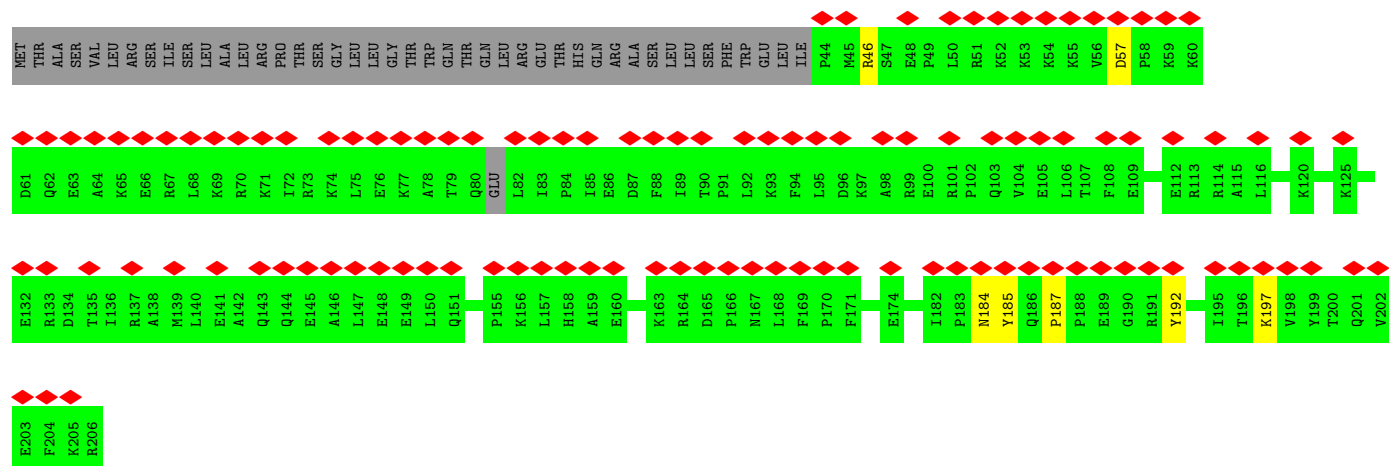 MET THR ALA SER VAL LEU ARG SER ILE SER LEU ALA LEU ARG PRO THR SER GLY LEU LEU GLY THR THR TRP GLN THR GLN LEU ARG GLU THR HIS GLN ARG ALA SER LEU LEU SER PHE TRP GLU LEU ILE P44 M45 R46 S47 E48 P49 L50 R51 K52 K53 K54 K55 V56 D57 P58 K59 K60
D61 Q62 E63 A64 K65 E66 R67 L68 K69 R70 K71 I72 R73 K74 L75 E76 K77 A78 T79 Q80 GLU L82 I83 P84 I85 E86 D87 F88 I89 T90 P91 L92 K93 F94 L95 D96 K97 A98 R99 E100 R101 P102 Q103 V104 E105 L106 T107 F108 E109 E112 R113 R114 A115 L116 K120 K125
E132 R133 D134 T135 I136 R137 A138 M139 L140 E141 A142 Q143 Q144 E145 A146 L147 E148 E149 L150 Q151 P155 K156 L157 H158 A159 E160 K163 R164 D165 P166 N167 L168 F169 P170 F171 E174 I182 P183 N184 Y185 Q186 P187 P188 E189 G190 R191 Y192 I195 T196 K197 V198 Y199 T200 Q201 V202
E203 F204 K205 R206